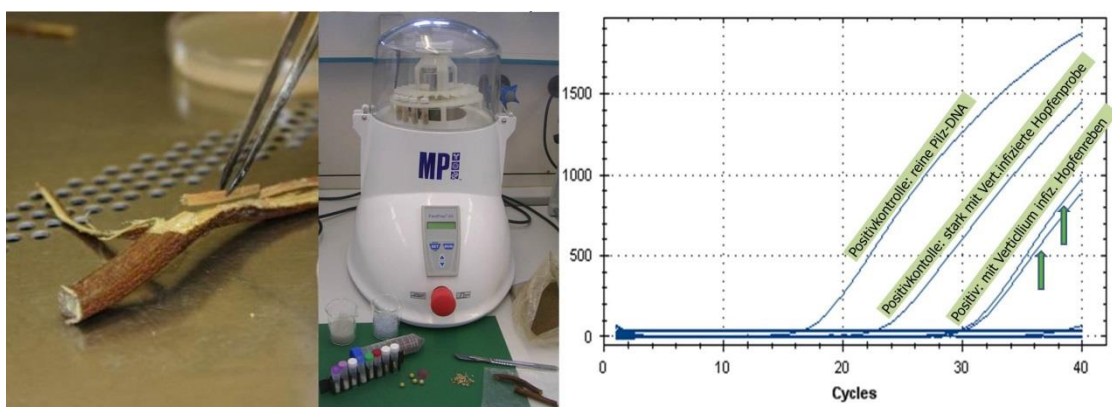 MP
1500
1000
500
0
0
10
20
30
40
Cycles
Positivkontrolle: reine Pilz-DNA
Positivkontolle: stark mit Vert.infizierte Hopfenprobe
Positiv: mit Verticllium infiz. Hopfenreben